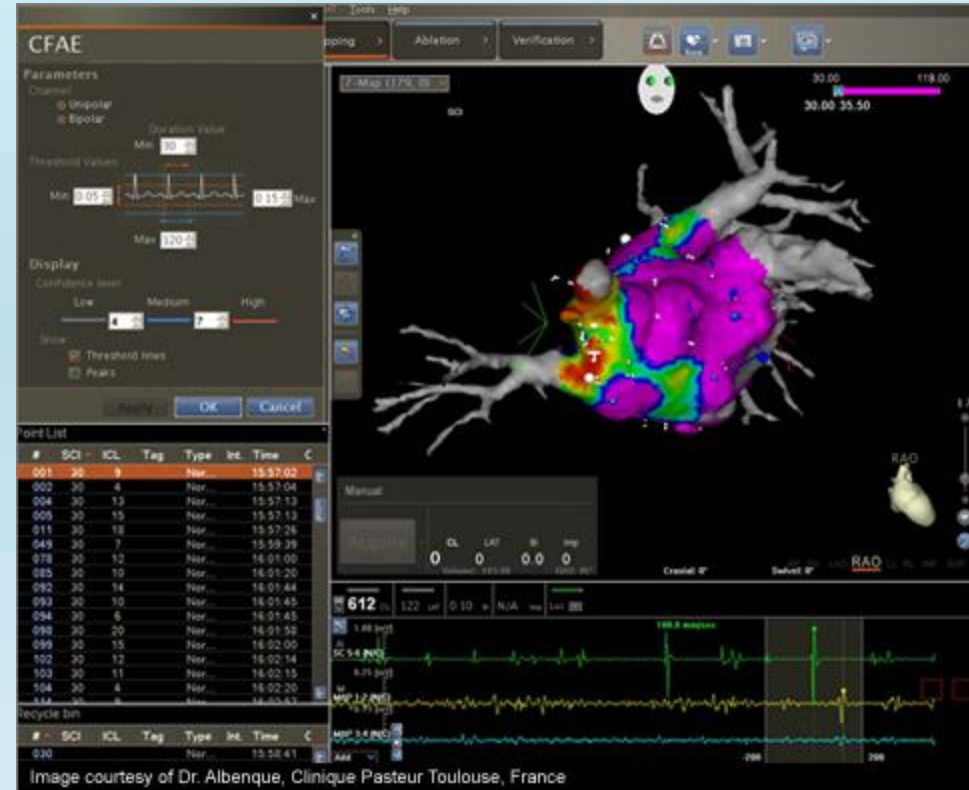 Tools Help
CFAE
pping > Ablation > Verification >
Parameters
Channel
Unipolar
Bipolar
Duration Value
Min 30
Threshold Values
Min 0.05 0.15 Max
Max 120
Display
Confidence level
Low Medium High
4 7
Show
Threshold lines
Peaks
Apply OK Cancel
SCI
30.00 118.00
30.00 35.50
Point List
# SCI ICL Tag Type Int. Time C
001 30 9 Nor... 15:57:02
002 30 4 Nor... 15:57:04
004 30 13 Nor... 15:57:13
005 30 15 Nor... 15:57:13
011 30 18 Nor... 15:57:26
049 30 7 Nor... 15:59:39
078 30 12 Nor... 16:01:00
085 30 10 Nor... 16:01:20
092 30 14 Nor... 16:01:44
093 30 10 Nor... 16:01:45
094 30 6 Nor... 16:01:45
098 30 20 Nor... 16:01:58
099 30 15 Nor... 16:02:00
102 30 12 Nor... 16:02:14
103 30 11 Nor... 16:02:15
104 30 4 Nor... 16:02:20
Recycle bin
# SCI ICL Tag Type Int. Time C
030 15:58:41
Manual
Acquire
CL LAT Bi Imp
0 0 0.0 0
RAO
Cranial 0° Swivel 0° RAO
612 CL 122 LAT 0.10 N/A Loc
100.0 mm/sec
-200 200
Add
Image courtesy of Dr. Albenque, Clinique Pasteur Toulouse, France